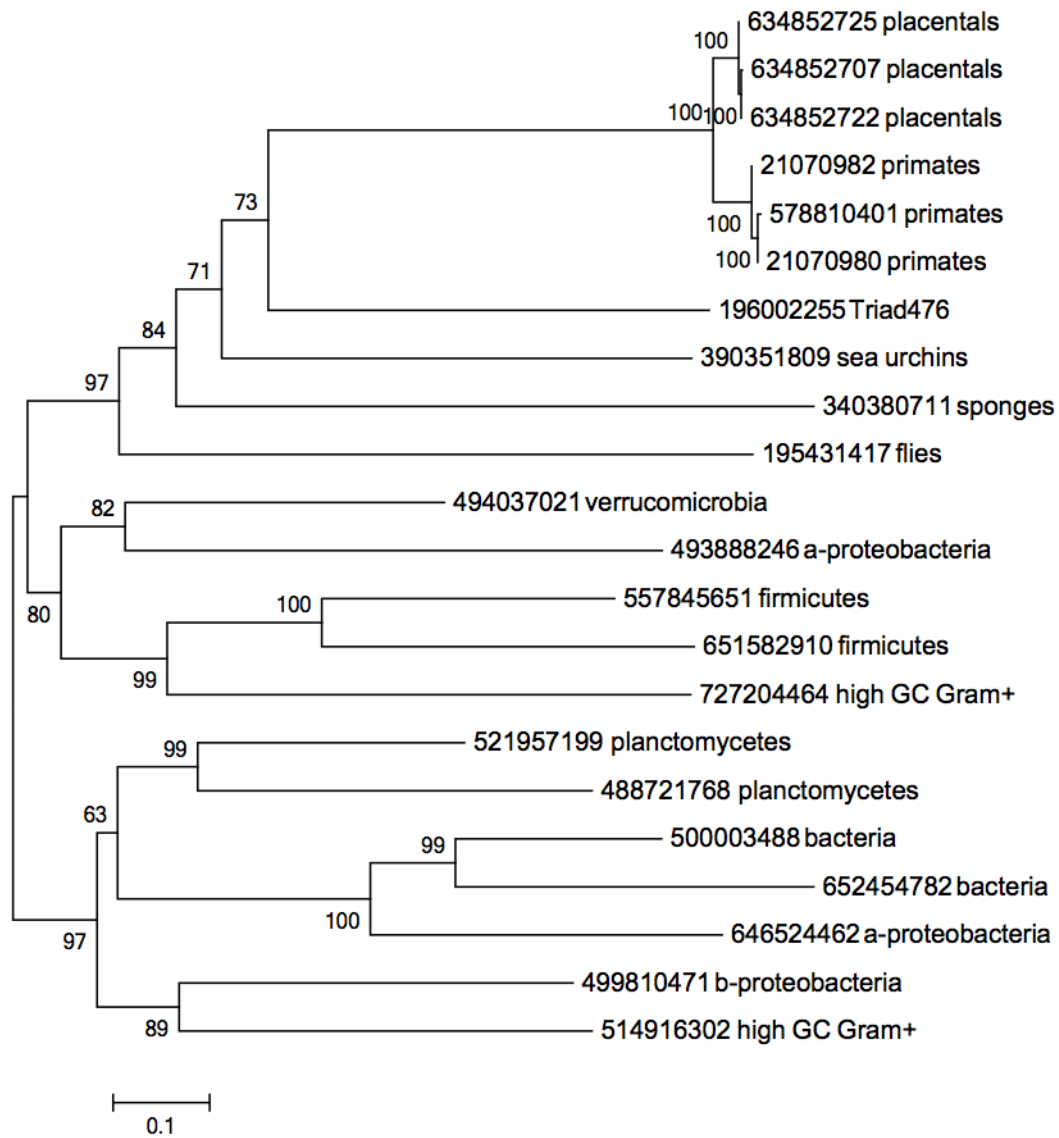 634852725 placentals
100
634852707 placentals
100
100
634852722 placentals
21070982 primates
73
578810401 primates
100
100
21070980 primates
71
196002255 Triad476
84
390351809 sea urchins
97
340380711 sponges
195431417 flies
82
494037021 verrucomicrobia
493888246 a-proteobacteria
80
100
557845651 firmicutes
651582910 firmicutes
99
727204464 high GC Gram+
99
521957199 planctomycetes
488721768 planctomycetes
63
99
500003488 bacteria
652454782 bacteria
100
646524462 a-proteobacteria
97
499810471 b-proteobacteria
89
514916302 high GC Gram+
0.1